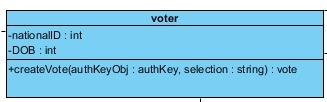 voter
-nationalID : int
-DOB : int
+createVote(authKeyObj : authKey, selection : string) : vote